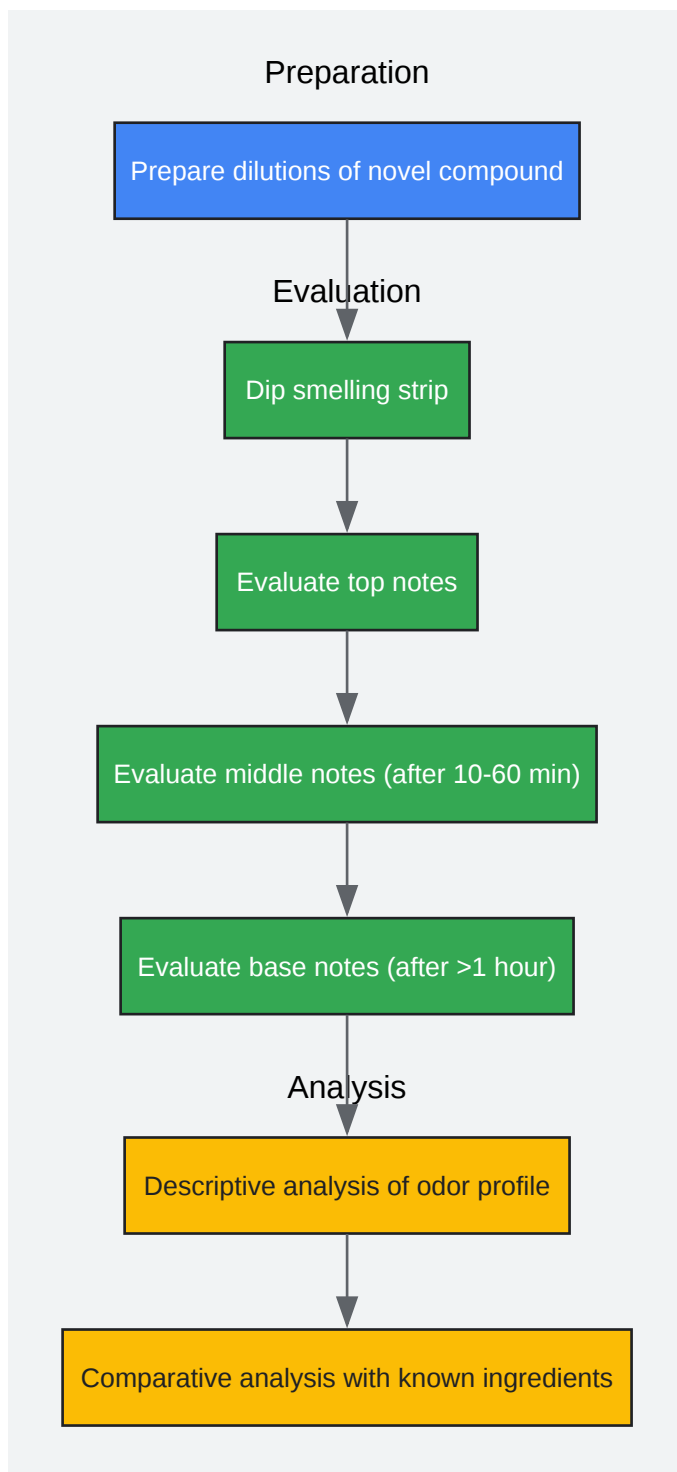 Preparation
Prepare dilutions of novel compound
Evaluation
Dip smelling strip
Evaluate top notes
Evaluate middle notes (after 10-60 min)
Evaluate base notes (after >1 hour)
Analysis
Descriptive analysis of odor profile
Comparative analysis with known ingredients